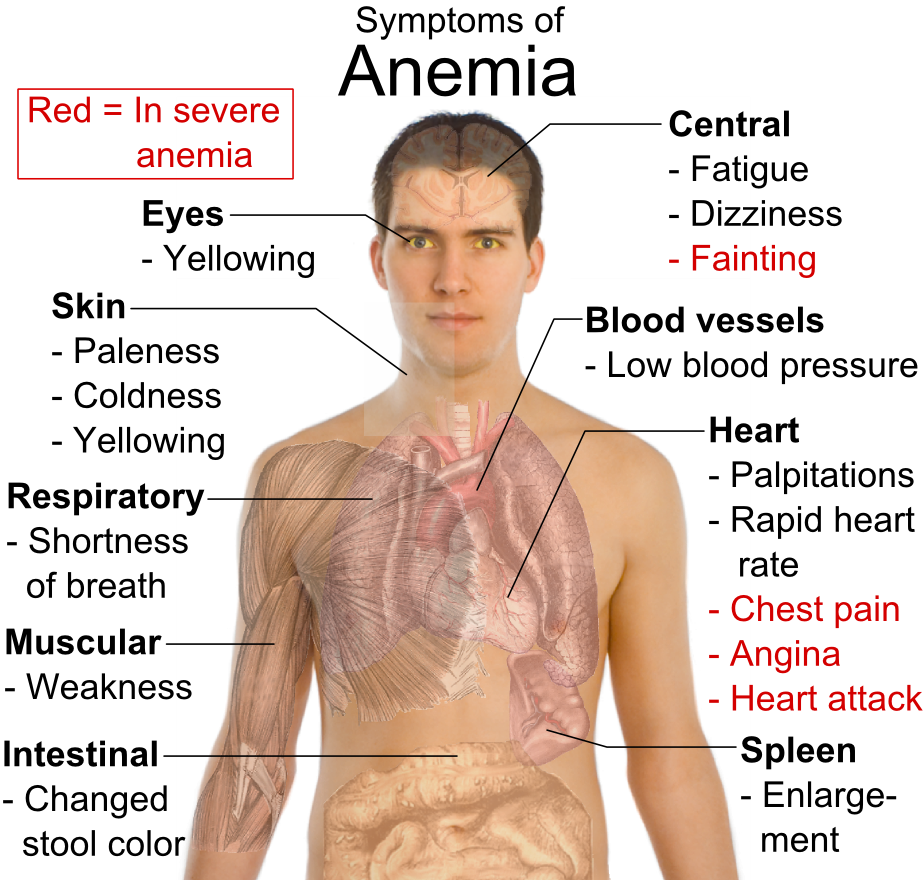 Symptoms of
Anemia
Red = In severe
anemia
Central
- Fatigue
- Dizziness
- Fainting
Eyes
- Yellowing
Skin
- Paleness
- Coldness
- Yellowing
Blood vessels
- Low blood pressure
Heart
- Palpitations
- Rapid heart
rate
- Chest pain
- Angina
- Heart attack
Respiratory
- Shortness
of breath
Muscular
- Weakness
Intestinal
- Changed
stool color
Spleen
- Enlarge-
ment